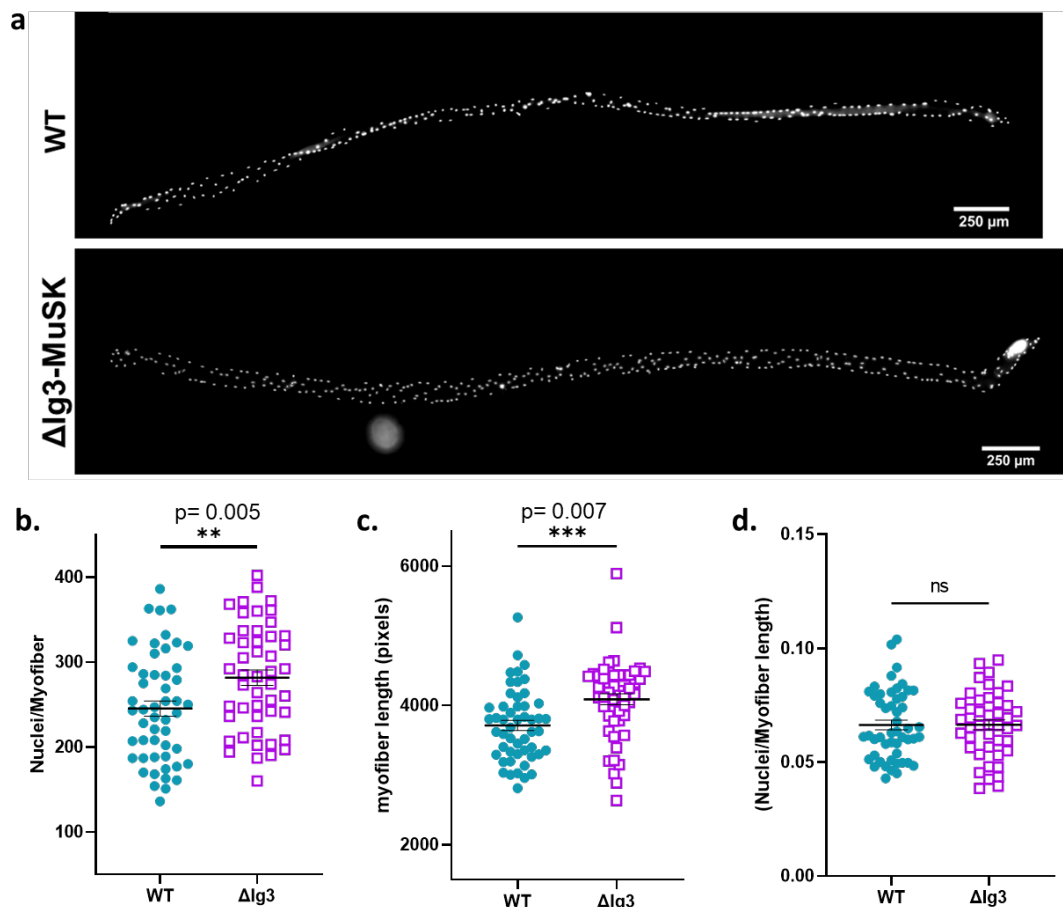 a
WT
250 µm
ΔIg3-MuSK
250 µm
b.
p= 0.005
**
Nuclei/Myofiber
400
300
200
100
WT
ΔIg3
c.
p= 0.007
***
myofiber length (pixels)
6000
4000
2000
WT
ΔIg3
d.
ns
(Nuclei/Myofiber length)
0.15
0.10
0.05
0.00
WT
ΔIg3